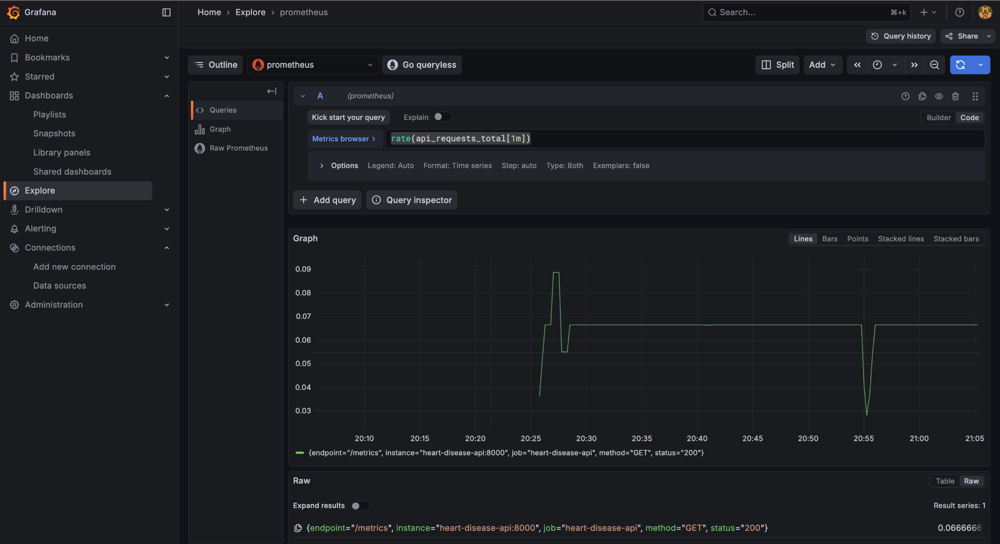 Grafana
Home › Explore › prometheus
Search... ⌘+k
Home
Bookmarks
Starred
Dashboards
Playlists
Snapshots
Library panels
Shared dashboards
Explore
Drilldown
Alerting
Connections
Add new connection
Data sources
Administration
Query history Share
Outline prometheus Go queryless Split Add
Queries
Graph
Raw Prometheus
A (prometheus)
Kick start your query Explain Builder Code
Metrics browser › rate(api_requests_total[1m])
Options Legend: Auto Format: Time series Step: auto Type: Both Exemplars: false
+ Add query Query inspector
Graph Lines Bars Points Stacked lines Stacked bars
0.09
0.08
0.07
0.06
0.05
0.04
0.03
20:10 20:15 20:20 20:25 20:30 20:35 20:40 20:45 20:50 20:55 21:00 21:05
{endpoint="/metrics", instance="heart-disease-api:8000", job="heart-disease-api", method="GET", status="200"}
Raw Table Raw
Expand results Result series: 1
{endpoint="/metrics", instance="heart-disease-api:8000", job="heart-disease-api", method="GET", status="200"} 0.0666666